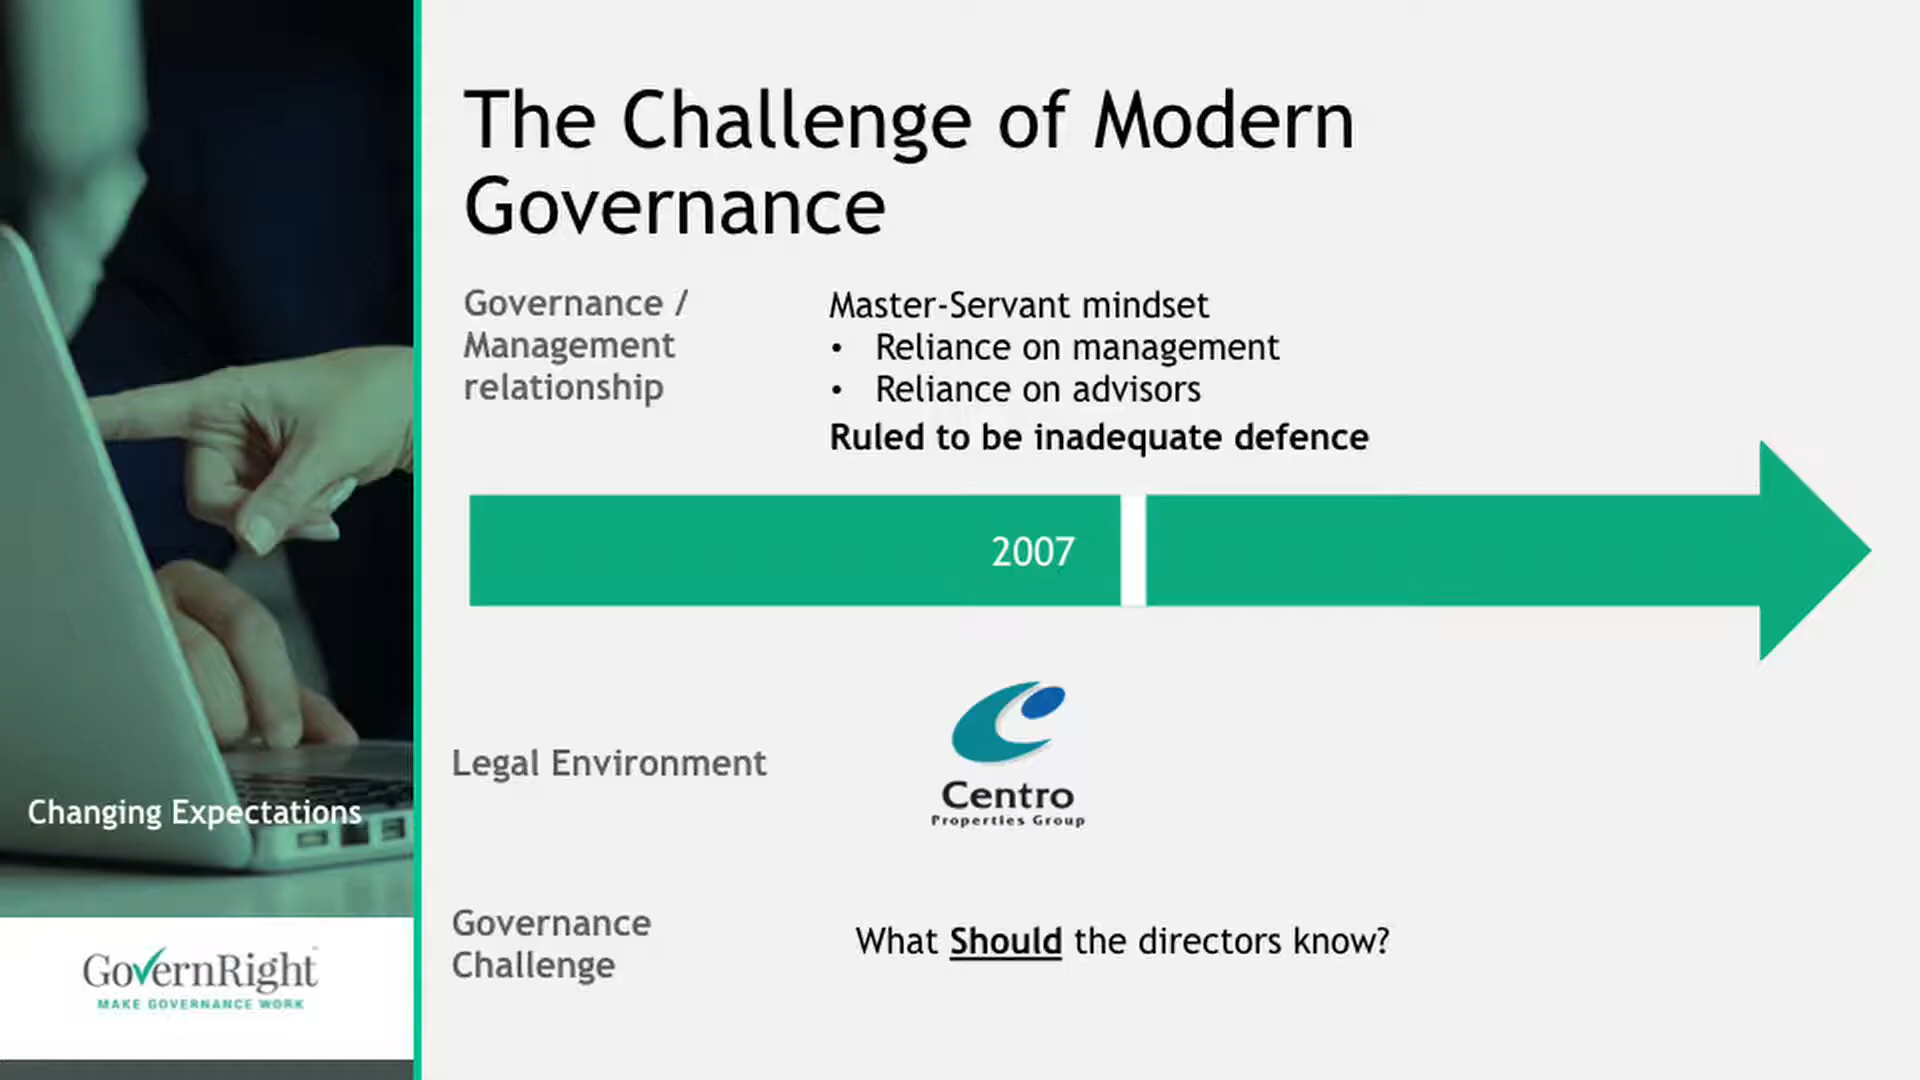 The Challenge of Modern
Governance
Governance /
Management
relationship
Master-Servant mindset
• Reliance on management
• Reliance on advisors
Ruled to be inadequate defence
2007
Legal Environment
Centro
Properties Group
Governance
Challenge
What Should the directors know?
Changing Expectations
GovernRight
MAKE GOVERNANCE WORK